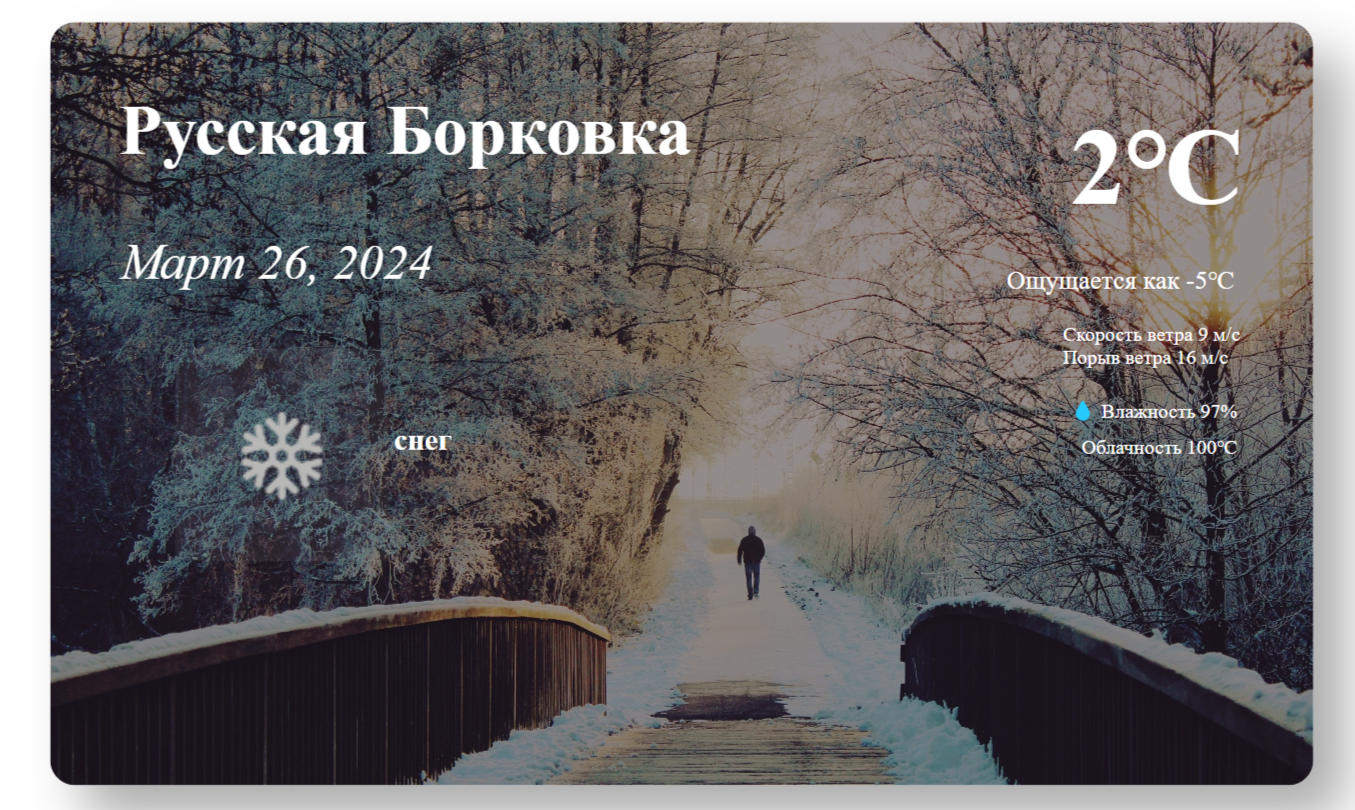 Русская Борковка
2°C
Март 26, 2024
Ощущается как -5°C
Скорость ветра 9 м/с
Порыв ветра 16 м/с
Влажность 97%
снег
Облачность 100°C